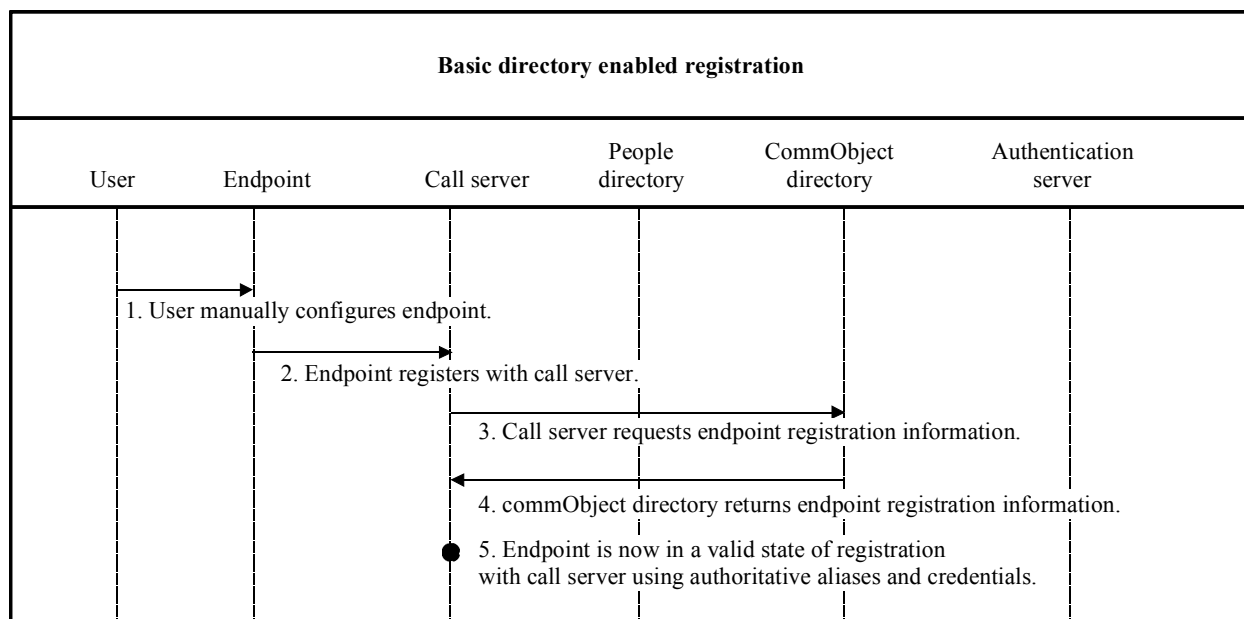 Basic directory enabled registration
People CommObject Authentication
User Endpoint Call server directory directory server
1. User manually configures endpoint.
2. Endpoint registers with call server.
3. Call server requests endpoint registration information.
4. commObject directory returns endpoint registration information.
5. Endpoint is now in a valid state of registration
with call server using authoritative aliases and credentials.